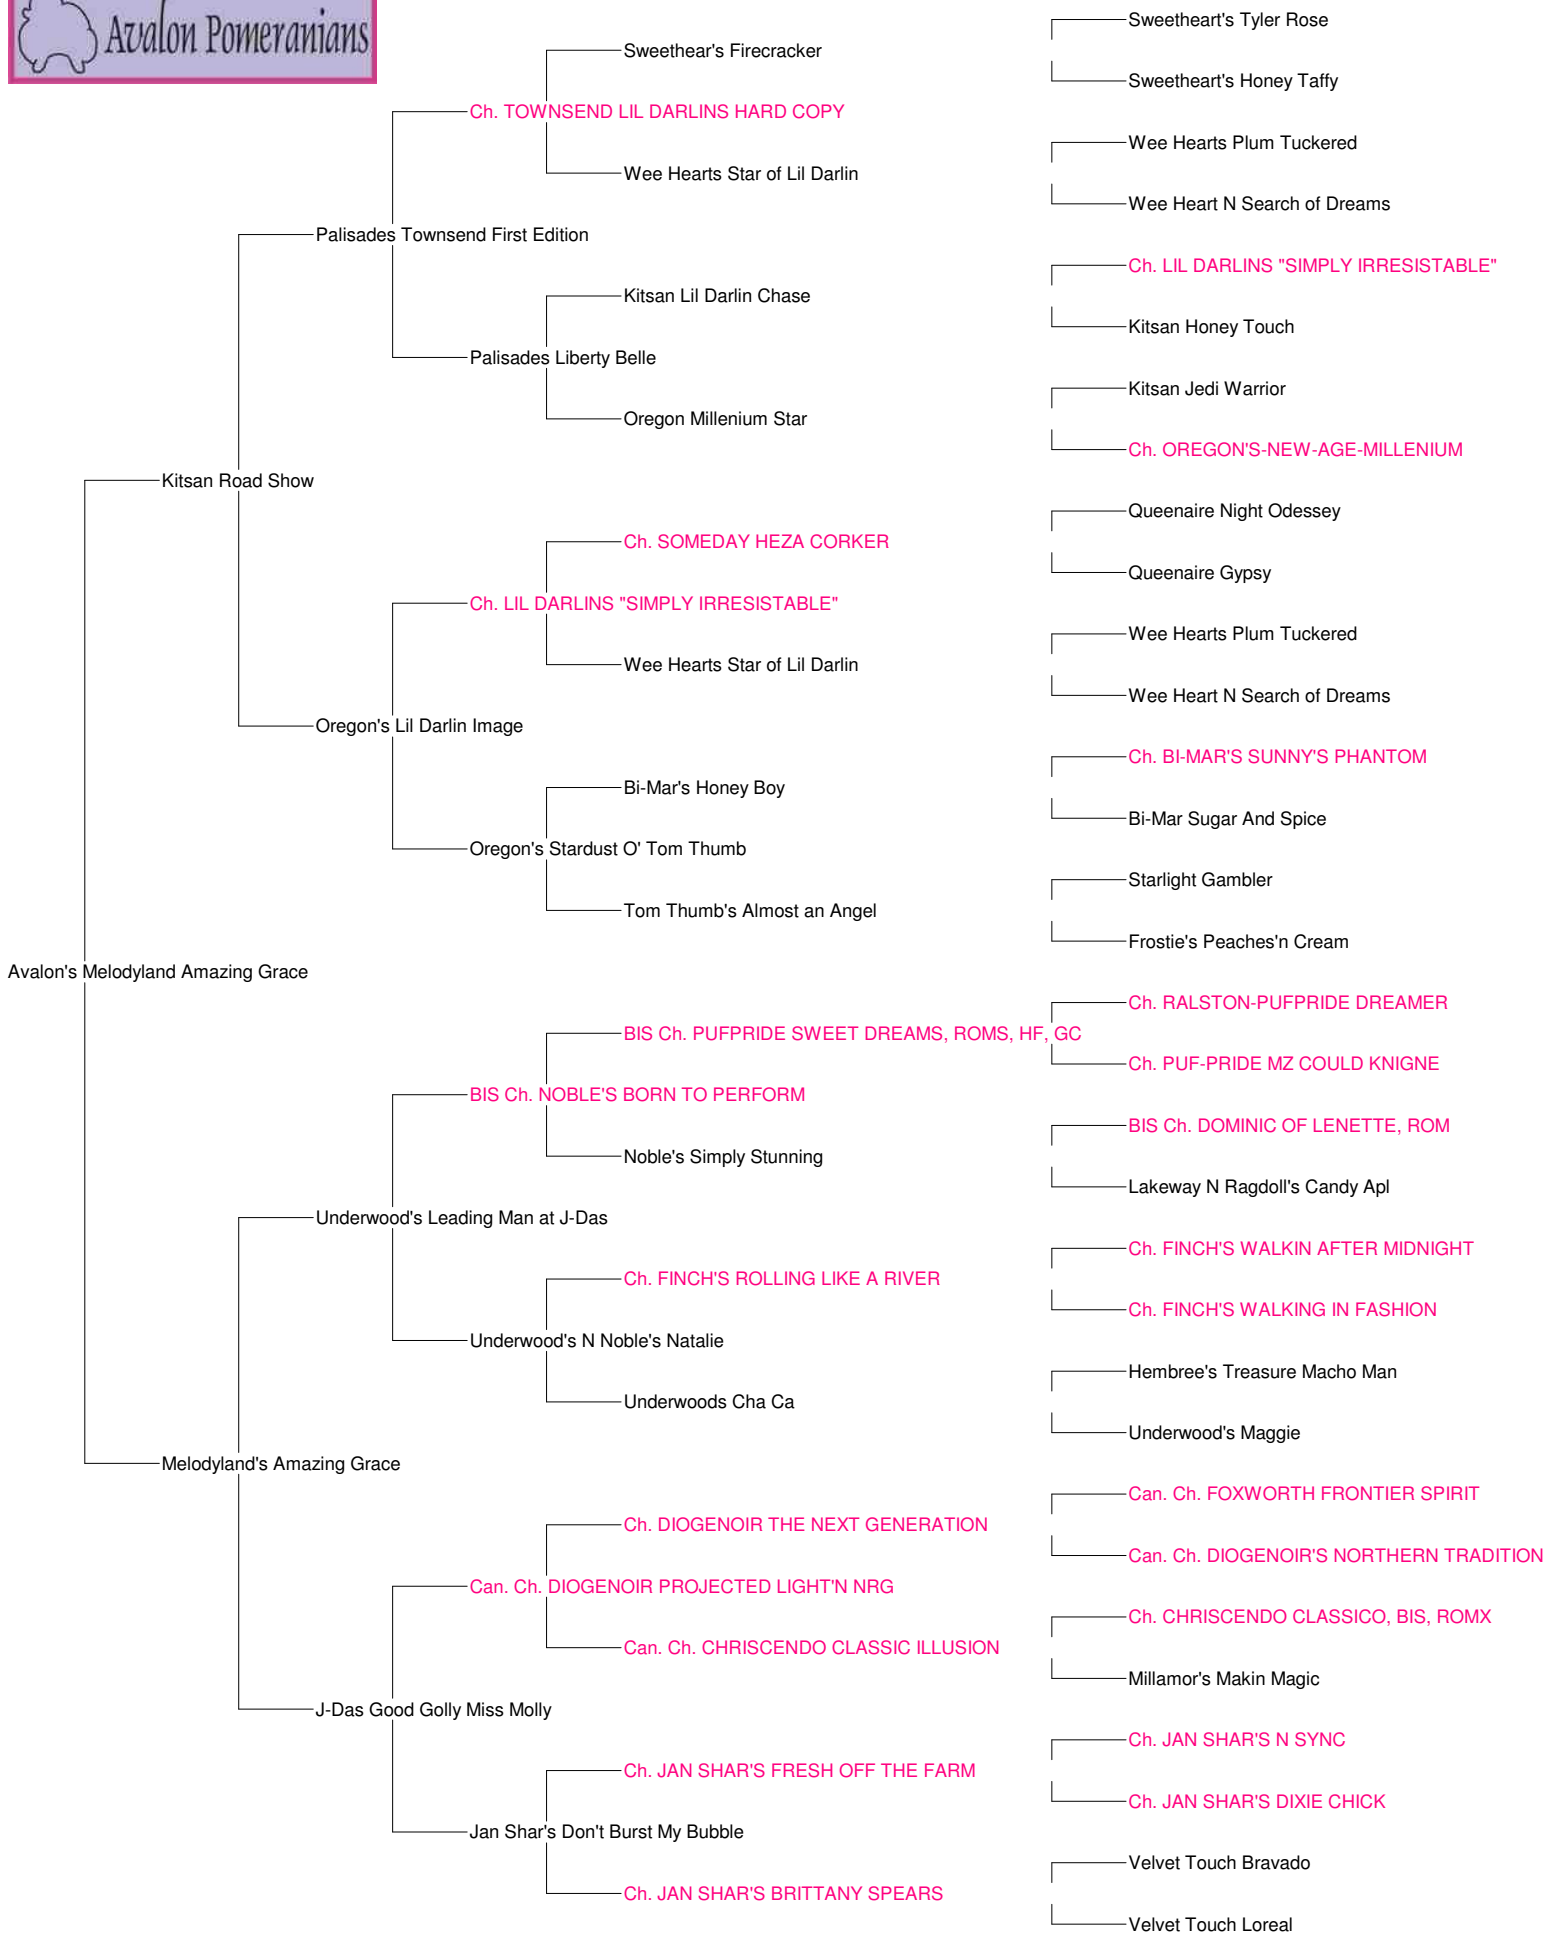 Avalon Pomeranians
Sweetheart's Tyler Rose
Sweethear's Firecracker
Sweetheart's Honey Taffy
Ch. TOWNSEND LIL DARLINS HARD COPY
Wee Hearts Plum Tuckered
Wee Hearts Star of Lil Darlin
Wee Heart N Search of Dreams
Palisades Townsend First Edition
Ch. LIL DARLINS "SIMPLY IRRESISTABLE"
Kitsan Lil Darlin Chase
Kitsan Honey Touch
Palisades Liberty Belle
Kitsan Jedi Warrior
Oregon Millenium Star
Ch. OREGON'S-NEW-AGE-MILLENIUM
Kitsan Road Show
Queenaire Night Odessey
Ch. SOMEDAY HEZA CORKER
Queenaire Gypsy
Ch. LIL DARLINS "SIMPLY IRRESISTABLE"
Wee Hearts Plum Tuckered
Wee Hearts Star of Lil Darlin
Wee Heart N Search of Dreams
Oregon's Lil Darlin Image
Ch. BI-MAR'S SUNNY'S PHANTOM
Bi-Mar's Honey Boy
Bi-Mar Sugar And Spice
Oregon's Stardust O' Tom Thumb
Starlight Gambler
Tom Thumb's Almost an Angel
Frostie's Peaches'n Cream
Avalon's Melodyland Amazing Grace
Ch. RALSTON-PUFPRIDE DREAMER
BIS Ch. PUFPRIDE SWEET DREAMS, ROMS, HF, GC
Ch. PUF-PRIDE MZ COULD KNIGNE
BIS Ch. NOBLE'S BORN TO PERFORM
BIS Ch. DOMINIC OF LENETTE, ROM
Noble's Simply Stunning
Lakeway N Ragdoll's Candy Apl
Underwood's Leading Man at J-Das
Ch. FINCH'S WALKIN AFTER MIDNIGHT
Ch. FINCH'S ROLLING LIKE A RIVER
Ch. FINCH'S WALKING IN FASHION
Underwood's N Noble's Natalie
Hembree's Treasure Macho Man
Underwoods Cha Ca
Underwood's Maggie
Melodyland's Amazing Grace
Can. Ch. FOXWORTH FRONTIER SPIRIT
Ch. DIOGENOIR THE NEXT GENERATION
Can. Ch. DIOGENOIR'S NORTHERN TRADITION
Can. Ch. DIOGENOIR PROJECTED LIGHT'N NRG
Ch. CHRISCENDO CLASSICO, BIS, ROMX
Can. Ch. CHRISCENDO CLASSIC ILLUSION
Millamor's Makin Magic
J-Das Good Golly Miss Molly
Ch. JAN SHAR'S N SYNC
Ch. JAN SHAR'S FRESH OFF THE FARM
Ch. JAN SHAR'S DIXIE CHICK
Jan Shar's Don't Burst My Bubble
Velvet Touch Bravado
Ch. JAN SHAR'S BRITTANY SPEARS
Velvet Touch Loreal